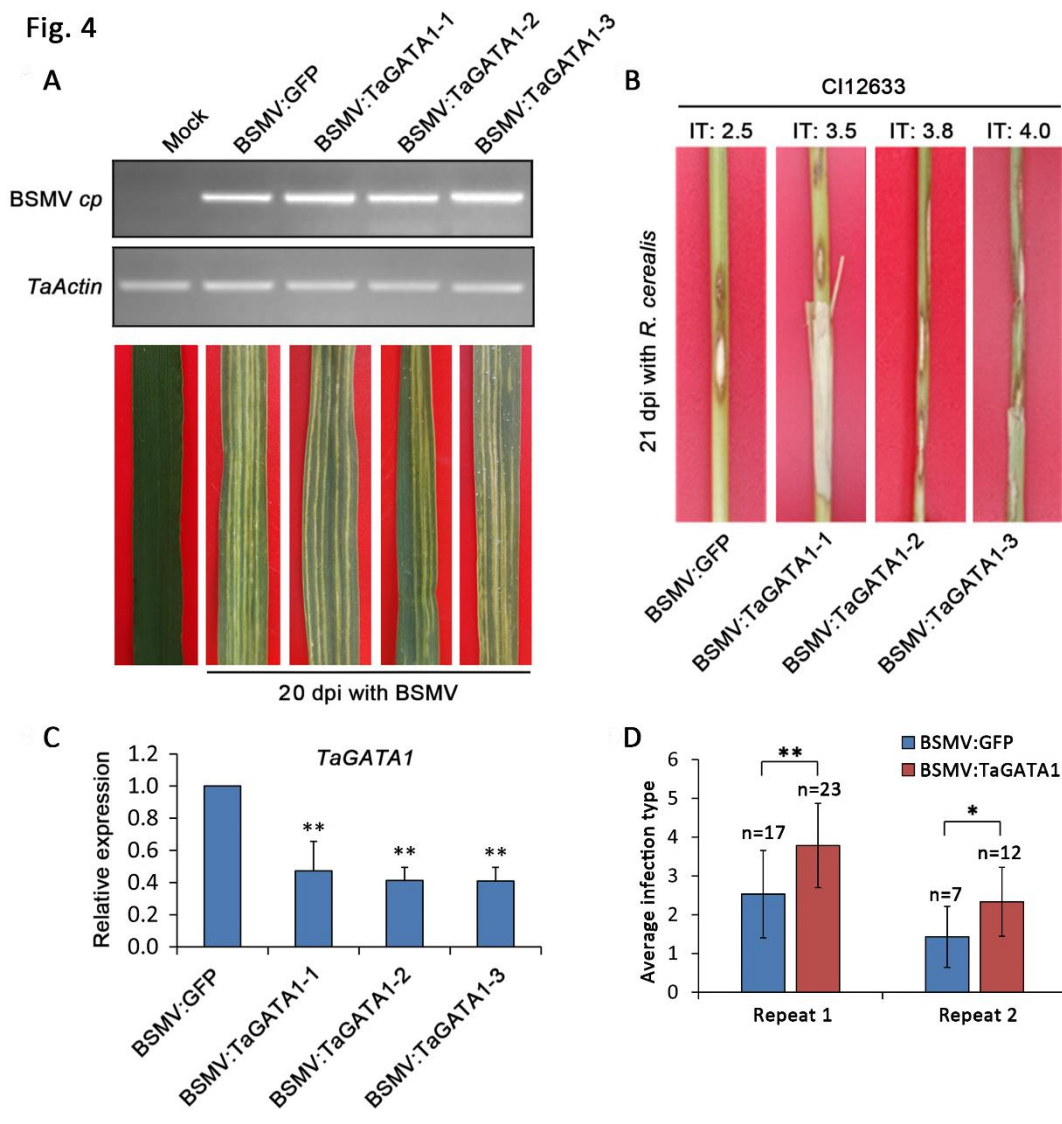 Fig. 4
A
Mock
BSMV:GFP
BSMV:TaGATA1-1
BSMV:TaGATA1-2
BSMV:TaGATA1-3
BSMV cp
TaActin
20 dpi with BSMV
B
CI12633
IT: 2.5 IT: 3.5 IT: 3.8 IT: 4.0
21 dpi with R. cerealis
BSMV:GFP
BSMV:TaGATA1-1
BSMV:TaGATA1-2
BSMV:TaGATA1-3
C
TaGATA1
Relative expression
1.2
1.0
0.8
0.6
0.4
0.2
0.0
** ** **
BSMV:GFP
BSMV:TaGATA1-1
BSMV:TaGATA1-2
BSMV:TaGATA1-3
D
BSMV:GFP
BSMV:TaGATA1
Average infection type
6
5
4
3
2
1
0
**
n=17 n=23
*
n=7 n=12
Repeat 1 Repeat 2